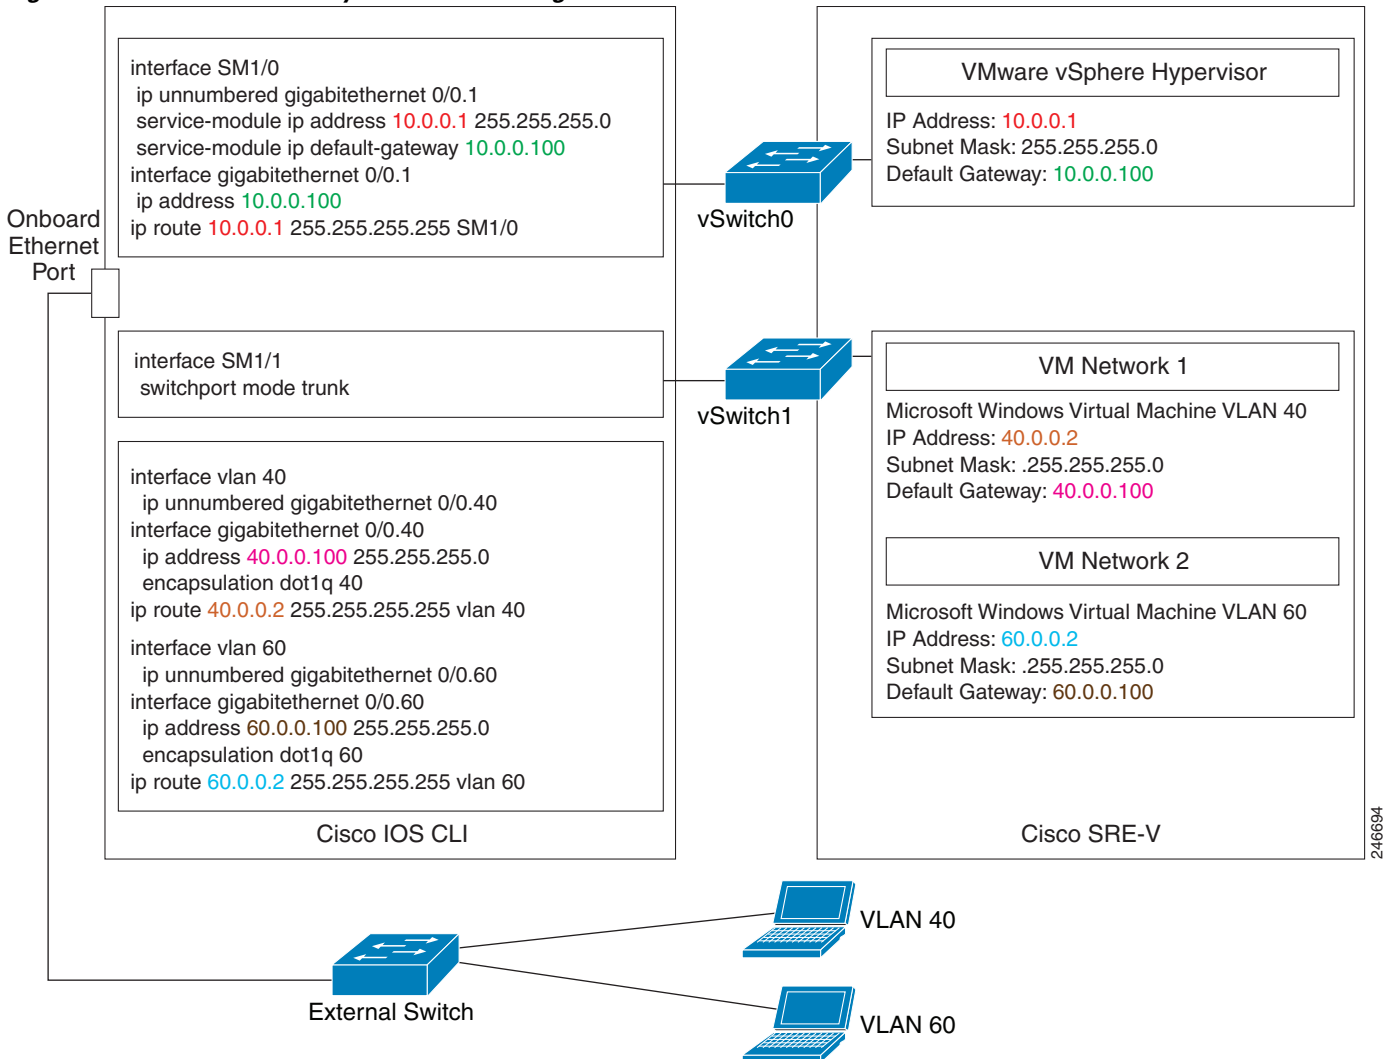 Onboard
Ethernet
Port
interface SM1/0
ip unnumbered gigabitethernet 0/0.1
service-module ip address 10.0.0.1 255.255.255.0
service-module ip default-gateway 10.0.0.100
interface gigabitethernet 0/0.1
ip address 10.0.0.100
ip route 10.0.0.1 255.255.255.255 SM1/0
interface SM1/1
switchport mode trunk
interface vlan 40
ip unnumbered gigabitethernet 0/0.40
interface gigabitethernet 0/0.40
ip address 40.0.0.100 255.255.255.0
encapsulation dot1q 40
ip route 40.0.0.2 255.255.255.255 vlan 40
interface vlan 60
ip unnumbered gigabitethernet 0/0.60
interface gigabitethernet 0/0.60
ip address 60.0.0.100 255.255.255.0
encapsulation dot1q 60
ip route 60.0.0.2 255.255.255.255 vlan 60
Cisco IOS CLI
vSwitch0
vSwitch1
VMware vSphere Hypervisor
IP Address: 10.0.0.1
Subnet Mask: 255.255.255.0
Default Gateway: 10.0.0.100
VM Network 1
Microsoft Windows Virtual Machine VLAN 40
IP Address: 40.0.0.2
Subnet Mask: .255.255.255.0
Default Gateway: 40.0.0.100
VM Network 2
Microsoft Windows Virtual Machine VLAN 60
IP Address: 60.0.0.2
Subnet Mask: .255.255.255.0
Default Gateway: 60.0.0.100
Cisco SRE-V
246694
External Switch
VLAN 40
VLAN 60